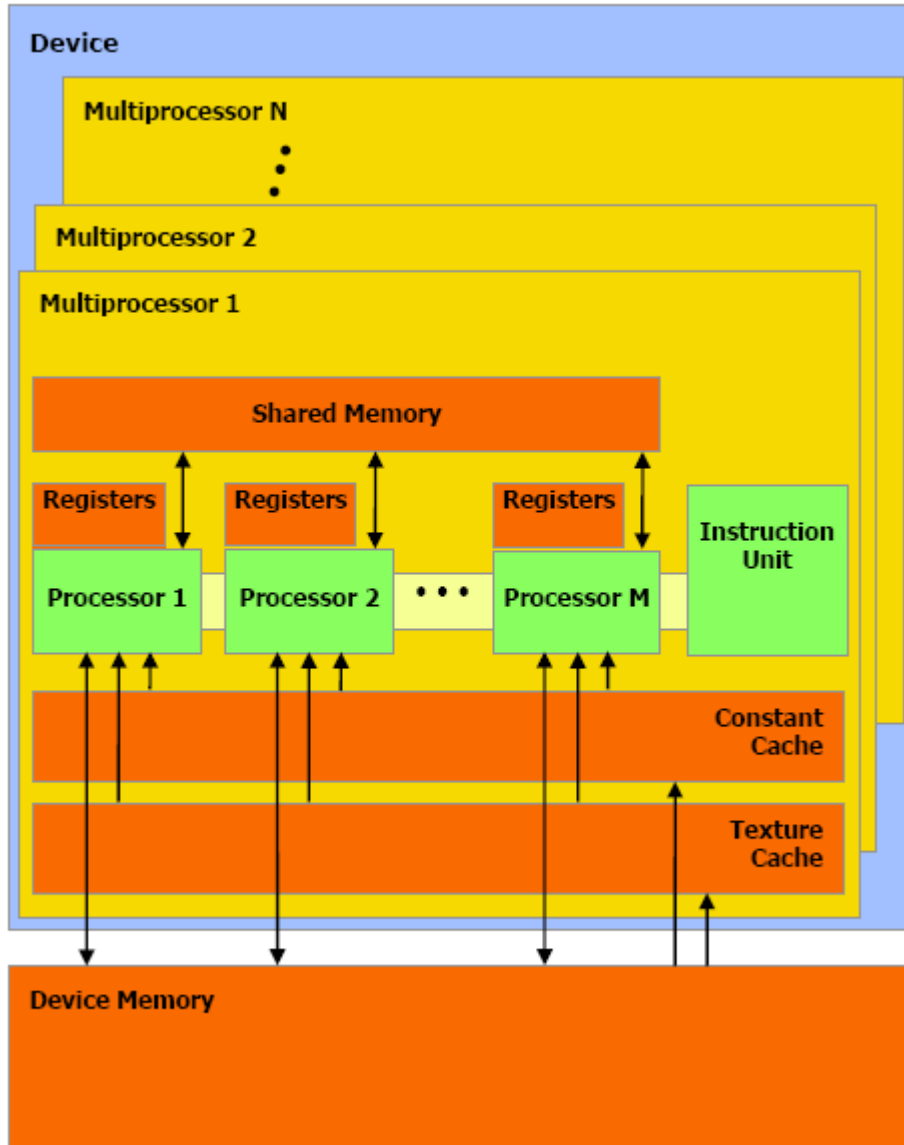 Device
Multiprocessor N
Multiprocessor 2
Multiprocessor 1
Shared Memory
Registers
Registers
Registers
Instruction
Unit
Processor 1
Processor 2
Processor M
Constant
Cache
Texture
Cache
Device Memory